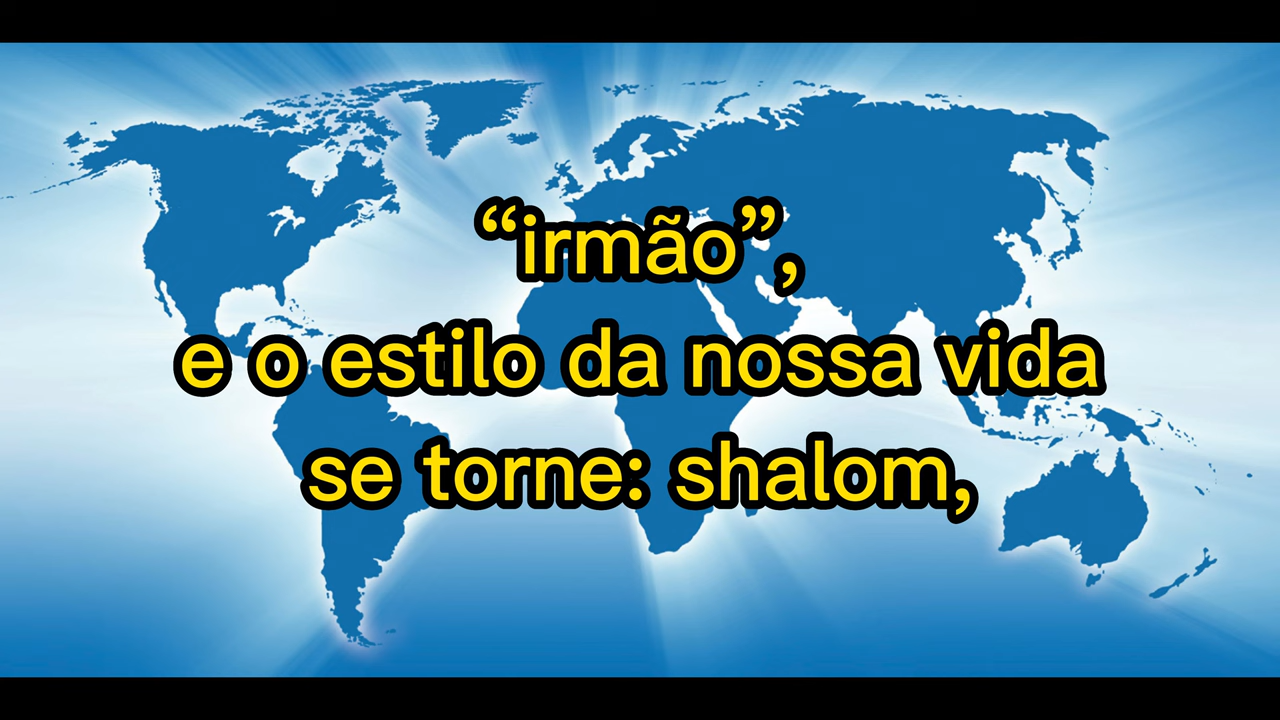 “irmão”,
e o estilo da nossa vida
se torne: shalom,